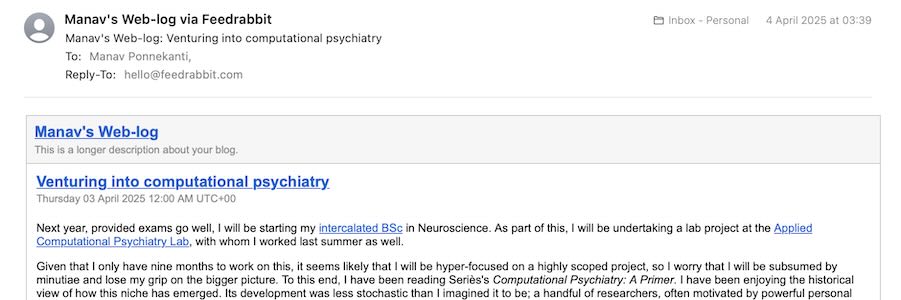 Manav's Web-log via Feedrabbit
Inbox - Personal 4 April 2025 at 03:39
Manav's Web-log: Venturing into computational psychiatry
To: Manav Ponnekanti,
Reply-To: hello@feedrabbit.com
Manav's Web-log
This is a longer description about your blog.
Venturing into computational psychiatry
Thursday 03 April 2025 12:00 AM UTC+00
Next year, provided exams go well, I will be starting my intercalated BSc in Neuroscience. As part of this, I will be undertaking a lab project at the Applied
Computational Psychiatry Lab, with whom I worked last summer as well.
Given that I only have nine months to work on this, it seems likely that I will be hyper-focused on a highly scoped project, so I worry that I will be subsumed by
minutiae and lose my grip on the bigger picture. To this end, I have been reading Seriès's Computational Psychiatry: A Primer. I have been enjoying the historical
view of how this niche has emerged. Its development was less stochastic than I imagined it to be; a handful of researchers, often motivated by powerful personal